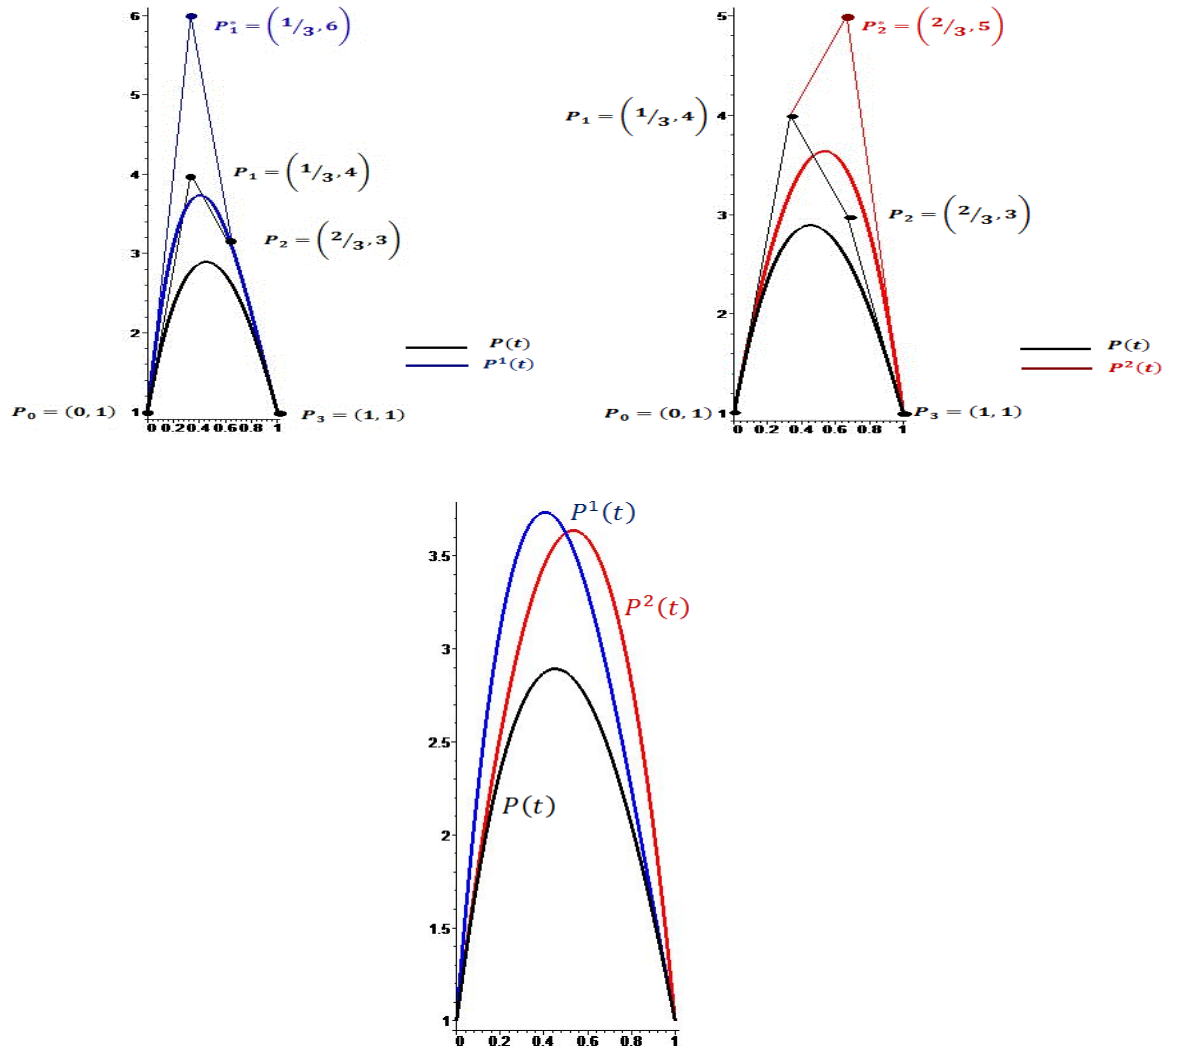 6
P₁* = (1/3, 6)
5
P₁ = (1/3, 4)
4
P₂ = (2/3, 3)
3
2
P(t)
P¹(t)
P₀ = (0, 1)
1
P₃ = (1, 1)
0 0.2 0.4 0.6 0.8 1
5
P₂* = (2/3, 5)
P₁ = (1/3, 4)
4
3
P₂ = (2/3, 3)
2
P(t)
P²(t)
P₀ = (0, 1)
1
P₃ = (1, 1)
0 0.2 0.4 0.6 0.8 1
P¹(t)
3.5
P²(t)
3
2.5
P(t)
2
1.5
1
0 0.2 0.4 0.6 0.8 1